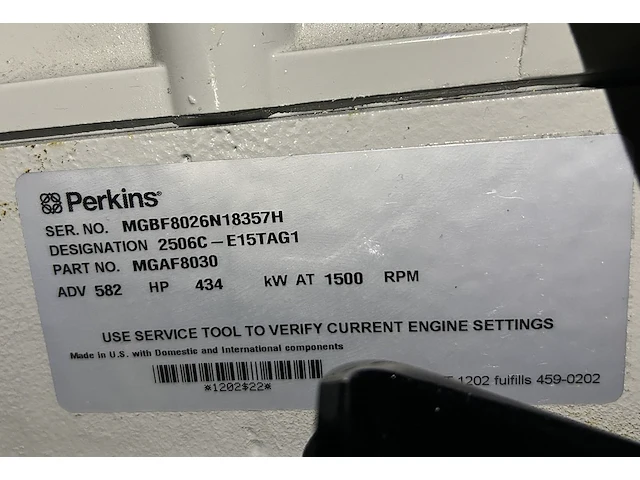 Perkins®
SER. NO. MGBF8026N18357H
DESIGNATION 2506C-E15TAG1
PART NO. MGAF8030
ADV 582 HP 434 kW AT 1500 RPM
USE SERVICE TOOL TO VERIFY CURRENT ENGINE SETTINGS
Made in U.S. with Domestic and International components
*1202$22*
1202 fulfills 459-0202